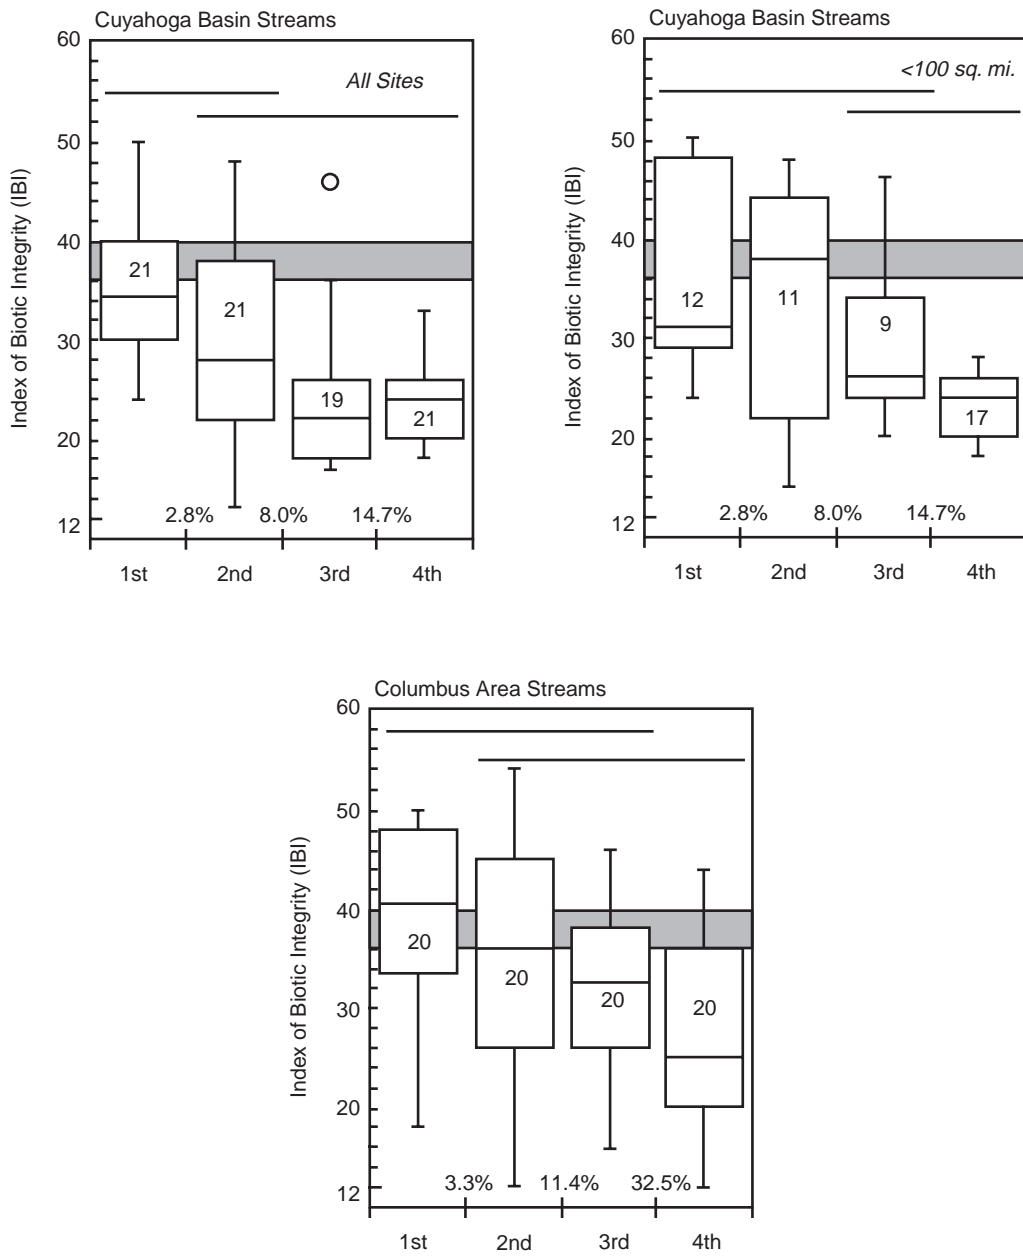 Cuyahoga Basin Streams
60
All Sites
50
40
30
20
12
Index of Biotic Integrity (IBI)
21
21
19
21
2.8%
8.0%
14.7%
1st
2nd
3rd
4th
Cuyahoga Basin Streams
60
<100 sq. mi.
50
40
30
20
12
Index of Biotic Integrity (IBI)
12
11
9
17
2.8%
8.0%
14.7%
1st
2nd
3rd
4th
Columbus Area Streams
60
50
40
30
20
12
Index of Biotic Integrity (IBI)
20
20
20
20
3.3%
11.4%
32.5%
1st
2nd
3rd
4th